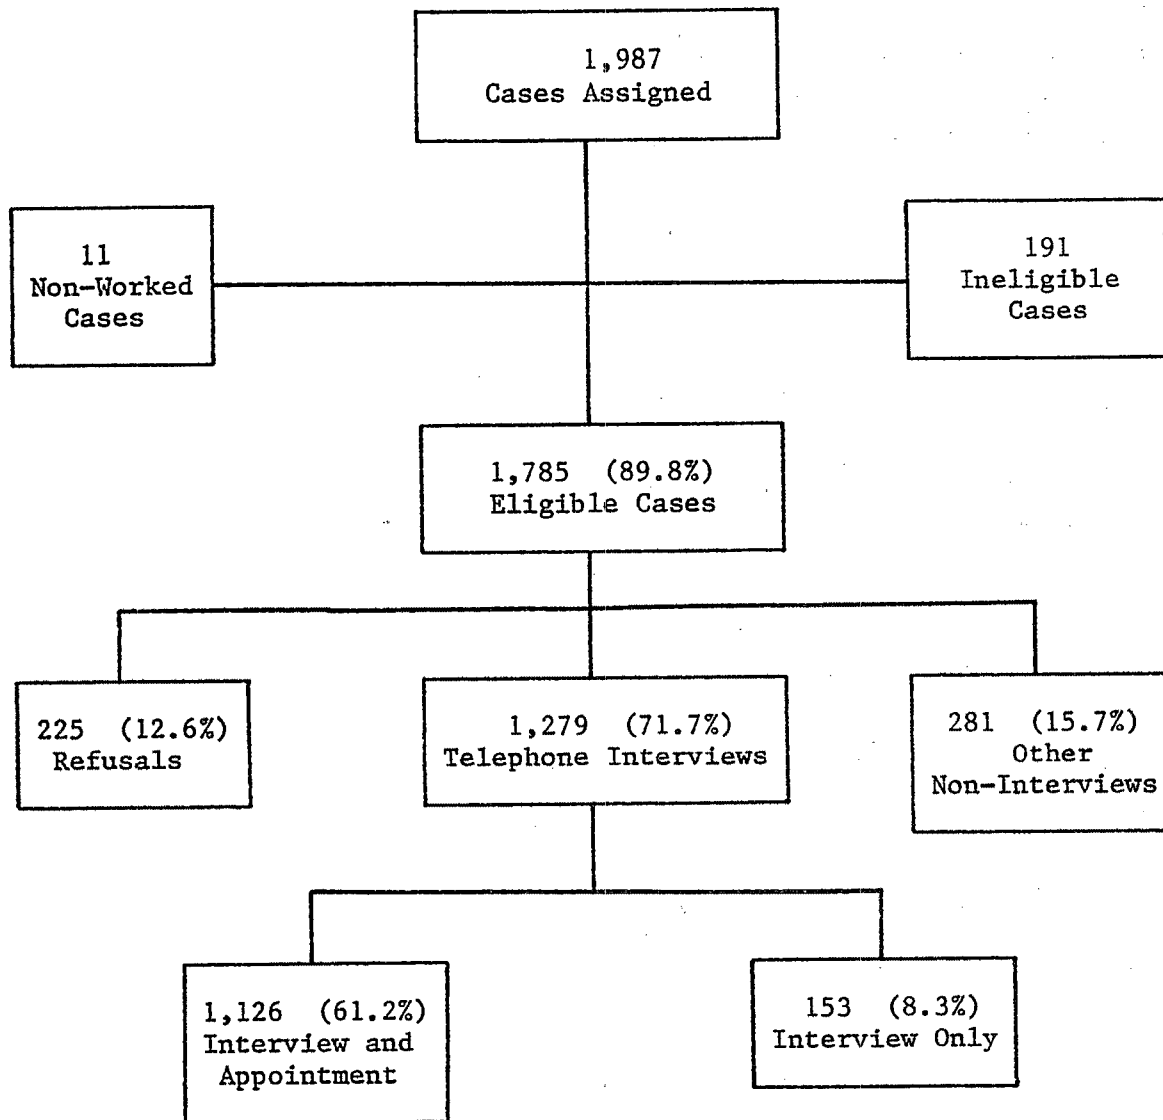 1,987
Cases Assigned
11
Non-Worked
Cases
191
Ineligible
Cases
1,785 (89.8%)
Eligible Cases
225 (12.6%)
Refusals
1,279 (71.7%)
Telephone Interviews
281 (15.7%)
Other
Non-Interviews
1,126 (61.2%)
Interview and
Appointment
153 (8.3%)
Interview Only